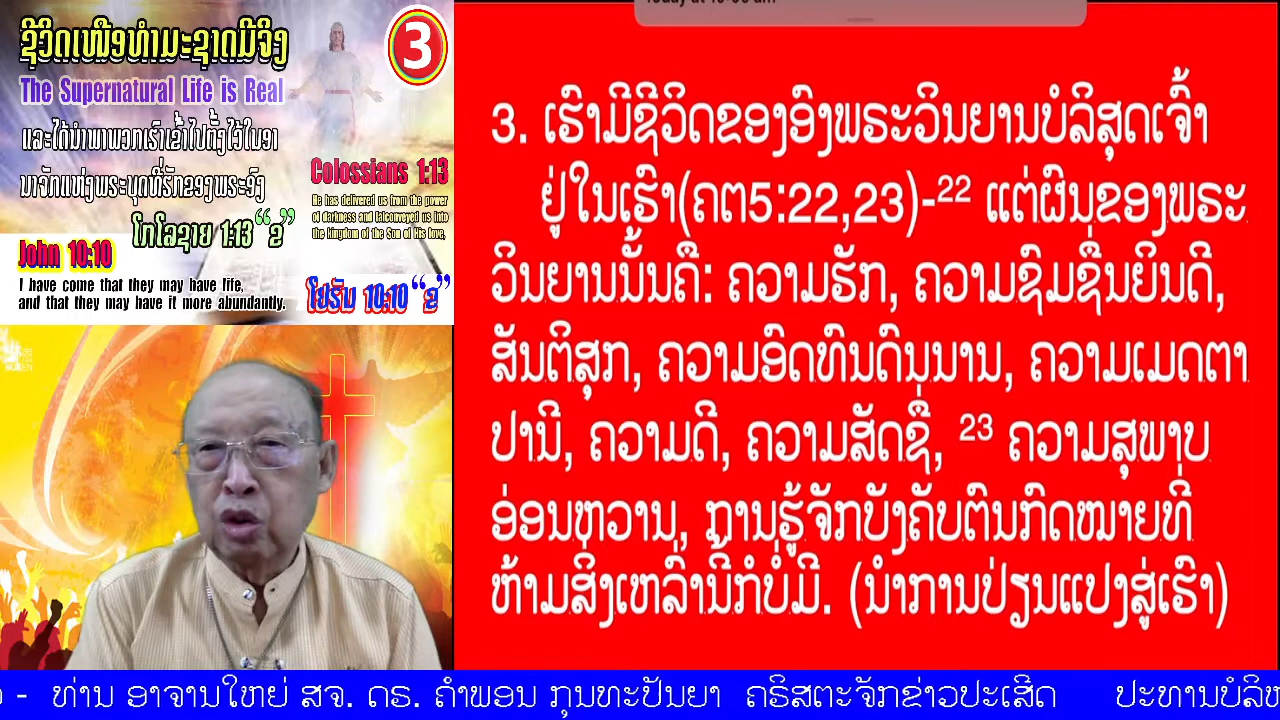 ຊີວິດເໜືອທຳມະຊາດມີຈິງ
The Supernatural Life is Real
ແລະໄດ້ນຳພາພວກເຮົາເຂົ້າໄປຕັ້ງໄວ້ໃນອາ
ນາຈັກແຫ່ງພຣະບຸດທີ່ຮັກຂອງພຣະອົງ
ໂກໂລຊາຍ 1:13 “2”
3
Colossians 1:13
He has delivered us from the power
of darkness and
us into
the kingdom of the Son of His love,
John 10:10
I have come that they may have life,
and that they may have it more abundantly.
10:10 “2”
3. ເຮົາມີຊີວິດຂອງອົງພຣະວິນຍານບໍລິສຸດເຈົ້າ
ຢູ່ໃນເຮົາ(ຄຕ5:22,23)-22 ແຕ່ຜົນຂອງພຣະ
ວິນຍານນັ້ນຄື: ຄວາມຮັກ, ຄວາມຊົມຊື່ນຍິນດີ,
ສັນຕິສຸກ, ຄວາມອົດທົນດົນນານ, ຄວາມເມດຕາ
ປານີ, ຄວາມດີ, ຄວາມສັດຊື່, 23 ຄວາມສຸພາບ
ອ່ອນຫວານ, ການຮູ້ຈັກບັງຄັບຕົນກົດໝາຍທີ່
ຫ້າມສິ່ງເຫລົ່ານີ້ກໍບໍ່ມີ. (ນຳການປ່ຽນແປງສູ່ເຮົາ)
- ທ່ານ ອາຈານໃຫຍ່ ສຈ. ດຣ. ຄຳພອນ ກຸນທະປັນຍາ ຄຣິສຕະຈັກຂ່າວປະເສີດ ປະທານບໍລິຫ